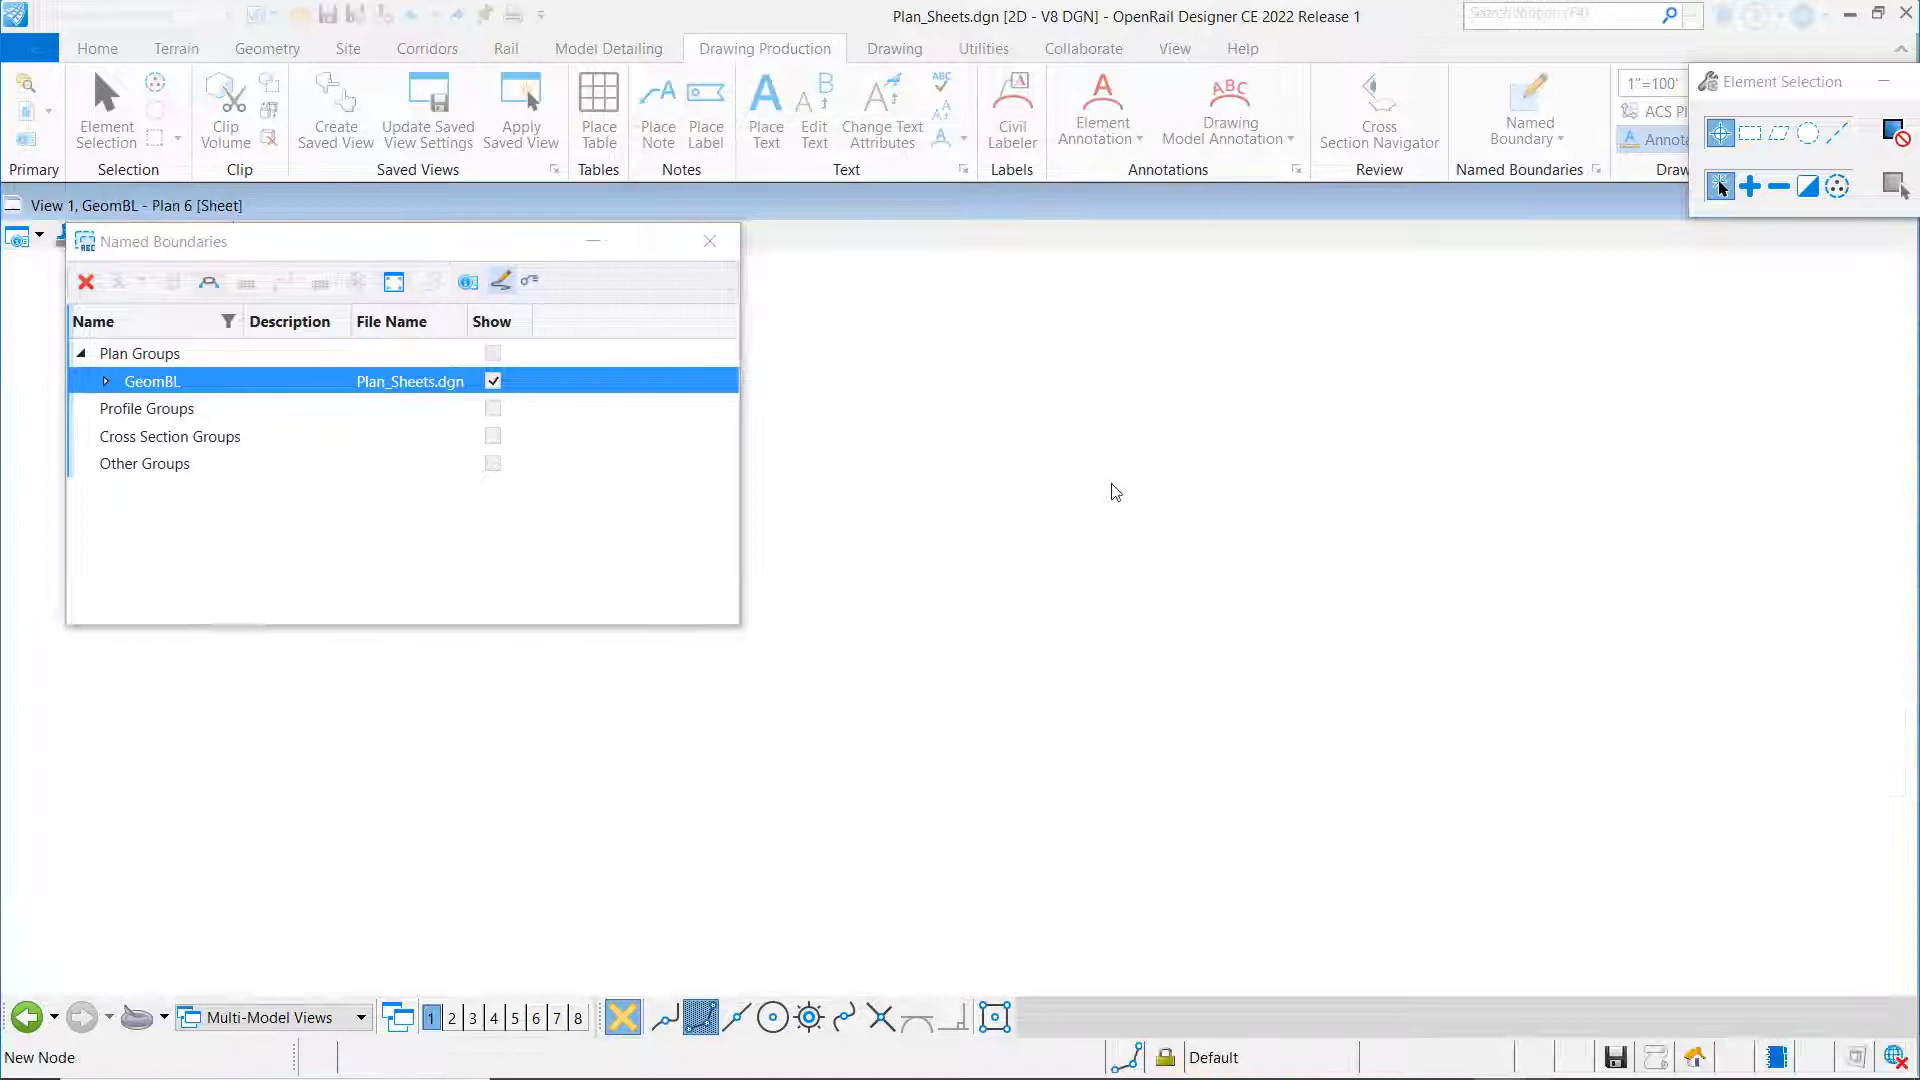 Plan_Sheets.dgn [2D - V8 DGN] - OpenRail Designer CE 2022 Release 1
Search Ribbon (F4)
Home Terrain Geometry Site Corridors Rail Model Detailing Drawing Production Drawing Utilities Collaborate View Help
Element Selection
1"=100'
ACS Pl
Annota
Element Selection
Clip Volume
Create Saved View
Update Saved View Settings
Apply Saved View
Place Table
Place Note
Place Label
Place Text
Edit Text
Change Text Attributes
Civil Labeler
Element Annotation
Drawing Model Annotation
Cross Section Navigator
Named Boundary
Primary Selection Clip Saved Views Tables Notes Text Labels Annotations Review Named Boundaries Draw
View 1, GeomBL - Plan 6 [Sheet]
Named Boundaries
Name Description File Name Show
Plan Groups
GeomBL Plan_Sheets.dgn
Profile Groups
Cross Section Groups
Other Groups
Multi-Model Views 1 2 3 4 5 6 7 8
New Node Default